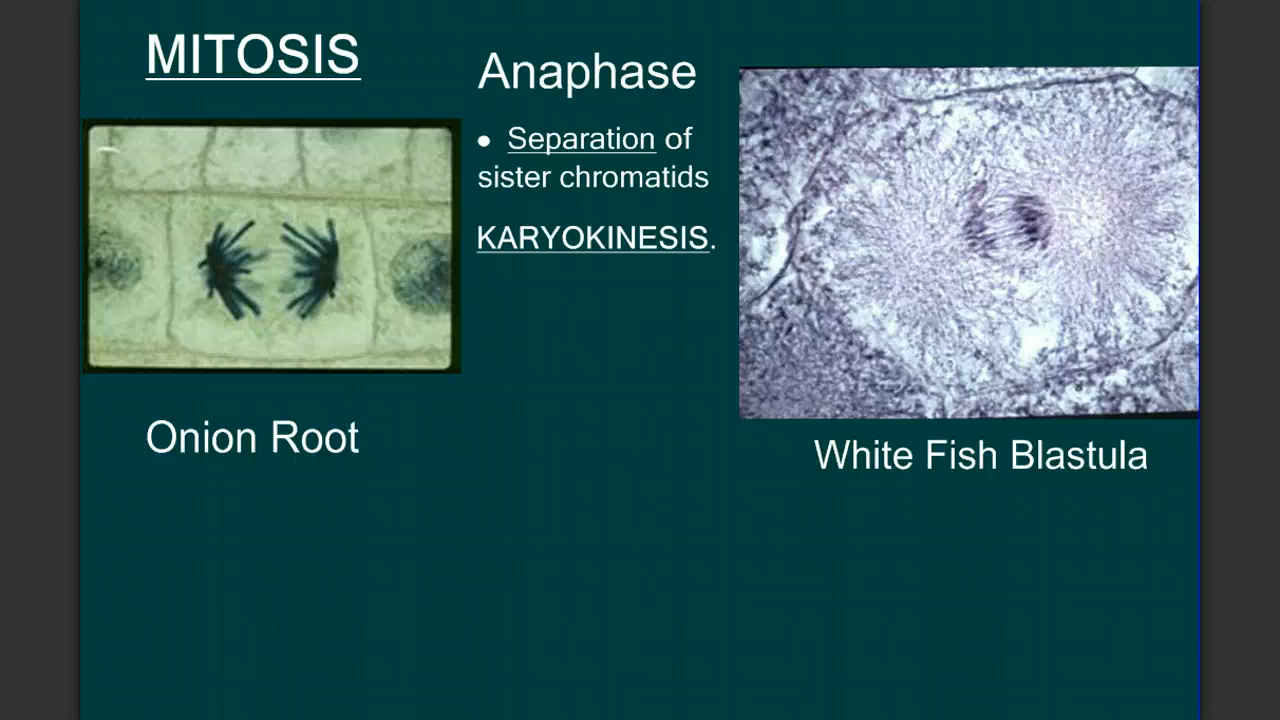 MITOSIS
Anaphase
• Separation of
sister chromatids
KARYOKINESIS.
Onion Root
White Fish Blastula